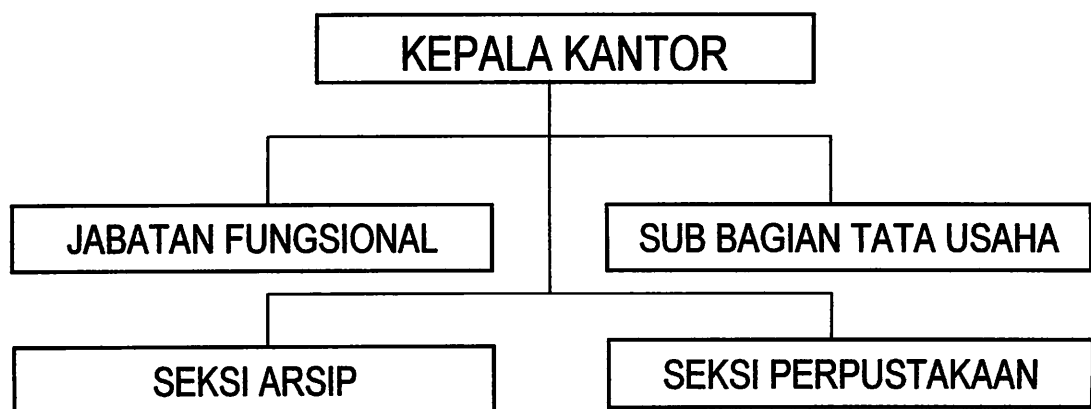 KEPALA KANTOR
JABATAN FUNGSIONAL
SUB BAGIAN TATA USAHA
SEKSI ARSIP
SEKSI PERPUSTAKAAN